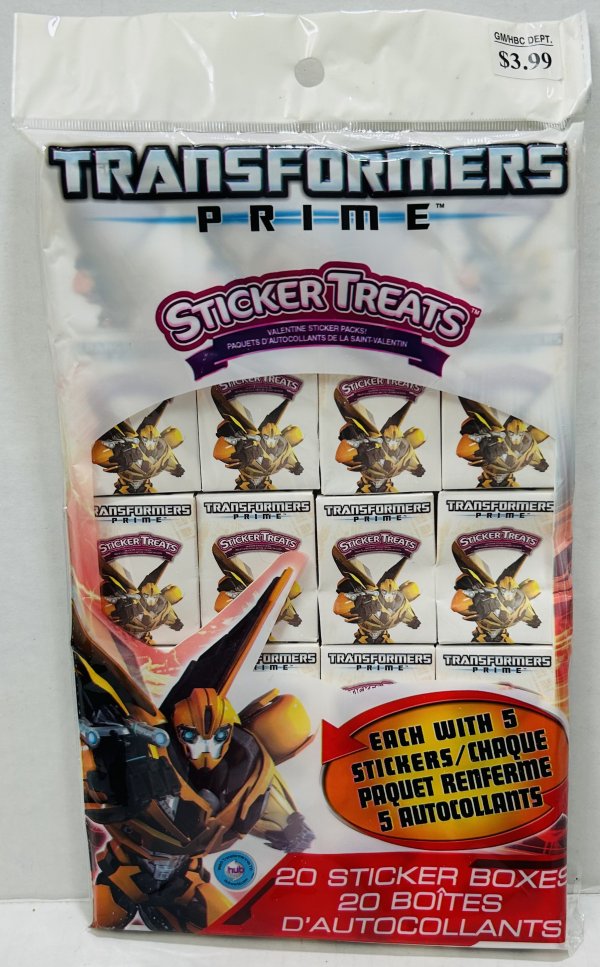 GM/HBC DEPT.
$3.99
TRANSFORMERS
PRIME™
STICKER TREATS™
VALENTINE STICKER PACKS!
PAQUETS D'AUTOCOLLANTS DE LA SAINT-VALENTIN
STICKER TREATS STICKER TREATS
TRANSFORMERS TRANSFORMERS TRANSFORMERS TRANSFORMERS
PRIME PRIME PRIME PRIME
STICKER TREATS STICKER TREATS STICKER TREATS STICKER TREATS
FORMERS TRANSFORMERS TRANSFORMERS
PRIME PRIME PRIME
EACH WITH 5
STICKERS/CHAQUE
PAQUET RENFERME
5 AUTOCOLLANTS
hub
20 STICKER BOXES
20 BOÎTES
D'AUTOCOLLANTS